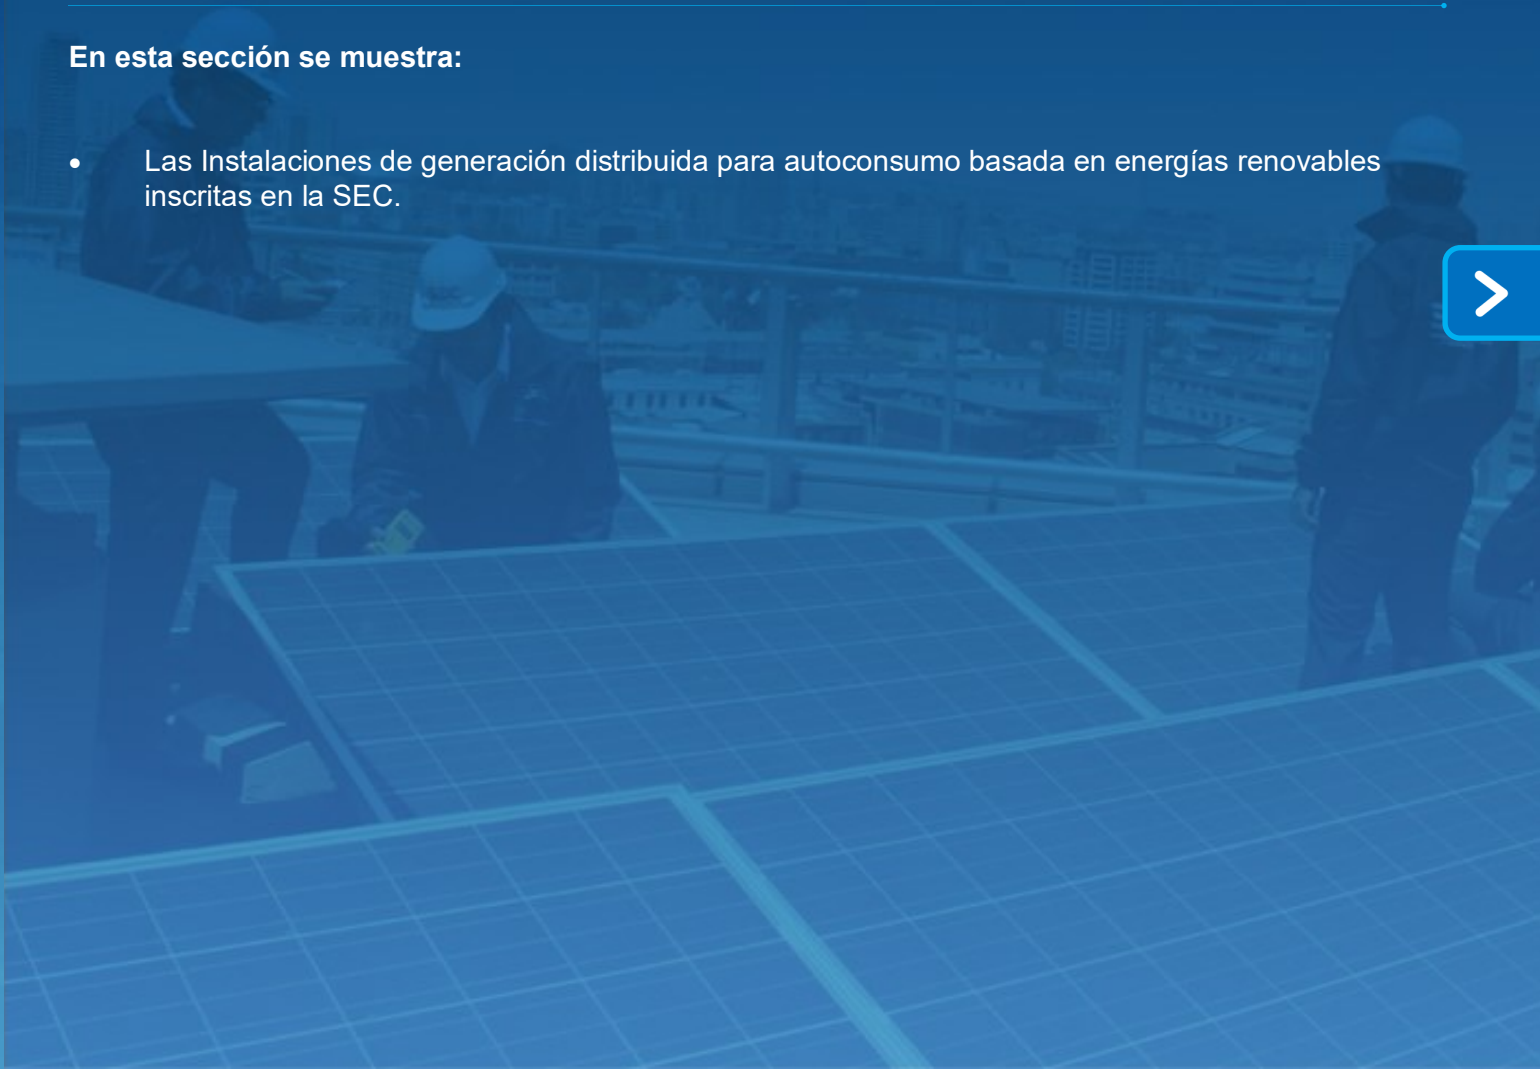 En esta sección se muestra:
• Las Instalaciones de generación distribuida para autoconsumo basada en energías renovables
inscritas en la SEC.